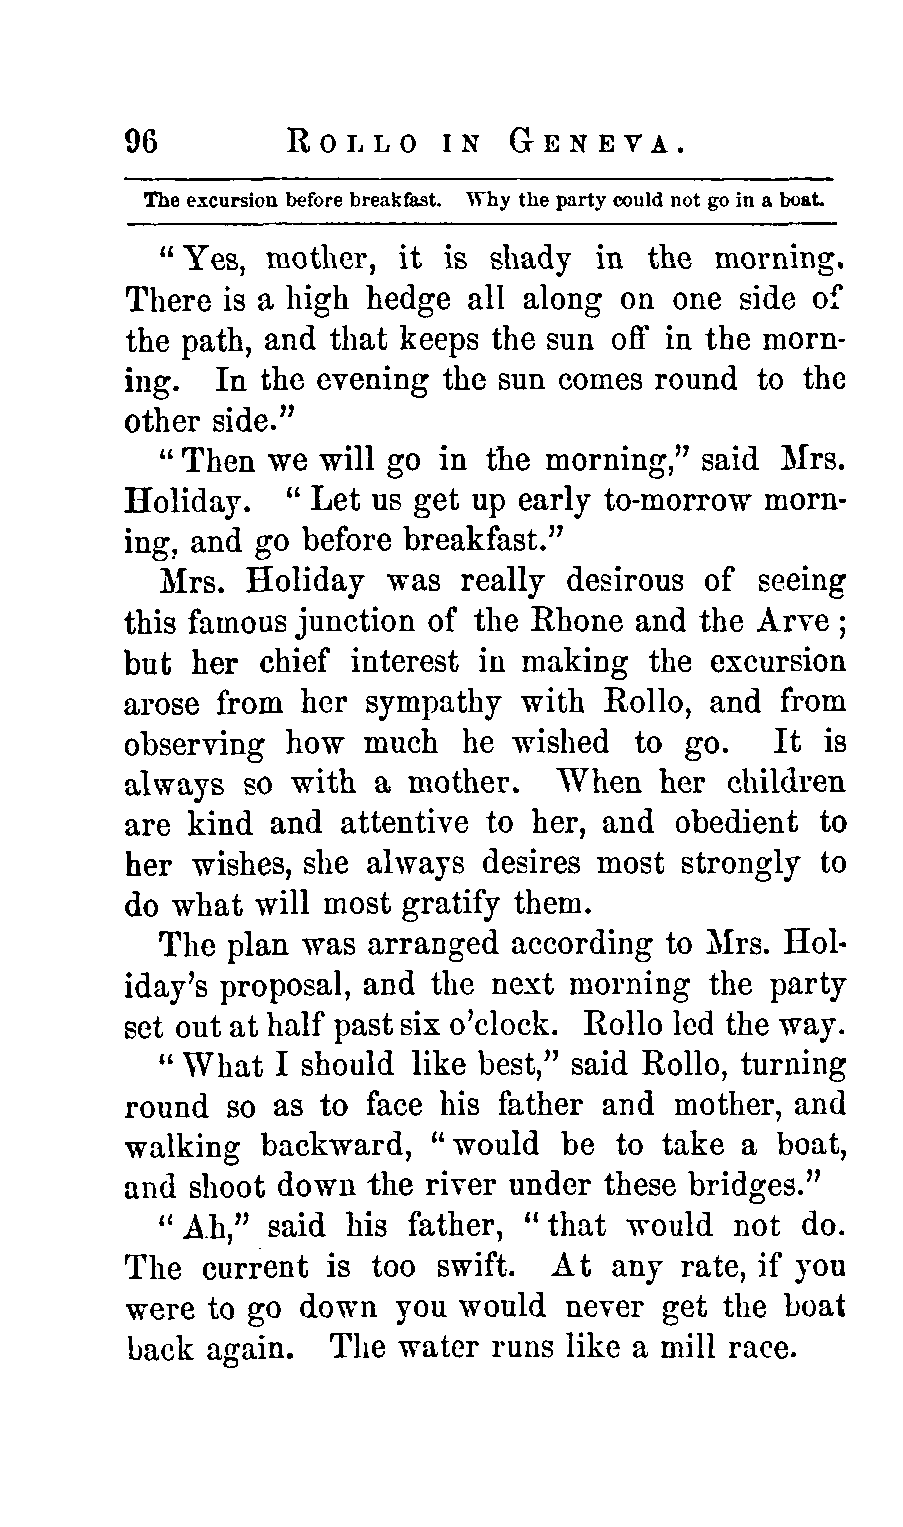 96 ROLLO IN GENEVA.
The excursion before breakfast. Why the party could not go in a boat.
“ Yes, mother, it is shady in the morning.
There is a high hedge all along on one side of
the path, and that keeps the sun off in the morn-
ing. In the evening the sun comes round to the
other side.”
“ Then we will go in the morning,” said Mrs.
Holiday. “ Let us get up early to-morrow morn-
ing, and go before breakfast.”
Mrs. Holiday was really desirous of seeing
this famous junction of the Rhone and the Arve ;
but her chief interest in making the excursion
arose from her sympathy with Rollo, and from
observing how much he wished to go. It is
always so with a mother. When her children
are kind and attentive to her, and obedient to
her wishes, she always desires most strongly to
do what will most gratify them.
The plan was arranged according to Mrs. Hol-
iday’s proposal, and the next morning the party
set out at half past six o’clock. Rollo led the way.
“ What I should like best,” said Rollo, turning
round so as to face his father and mother, and
walking backward, “ would be to take a boat,
and shoot down the river under these bridges.”
“ Ah,” said his father, “ that would not do.
The current is too swift. At any rate, if you
were to go down you would never get the boat
back again. The water runs like a mill race.